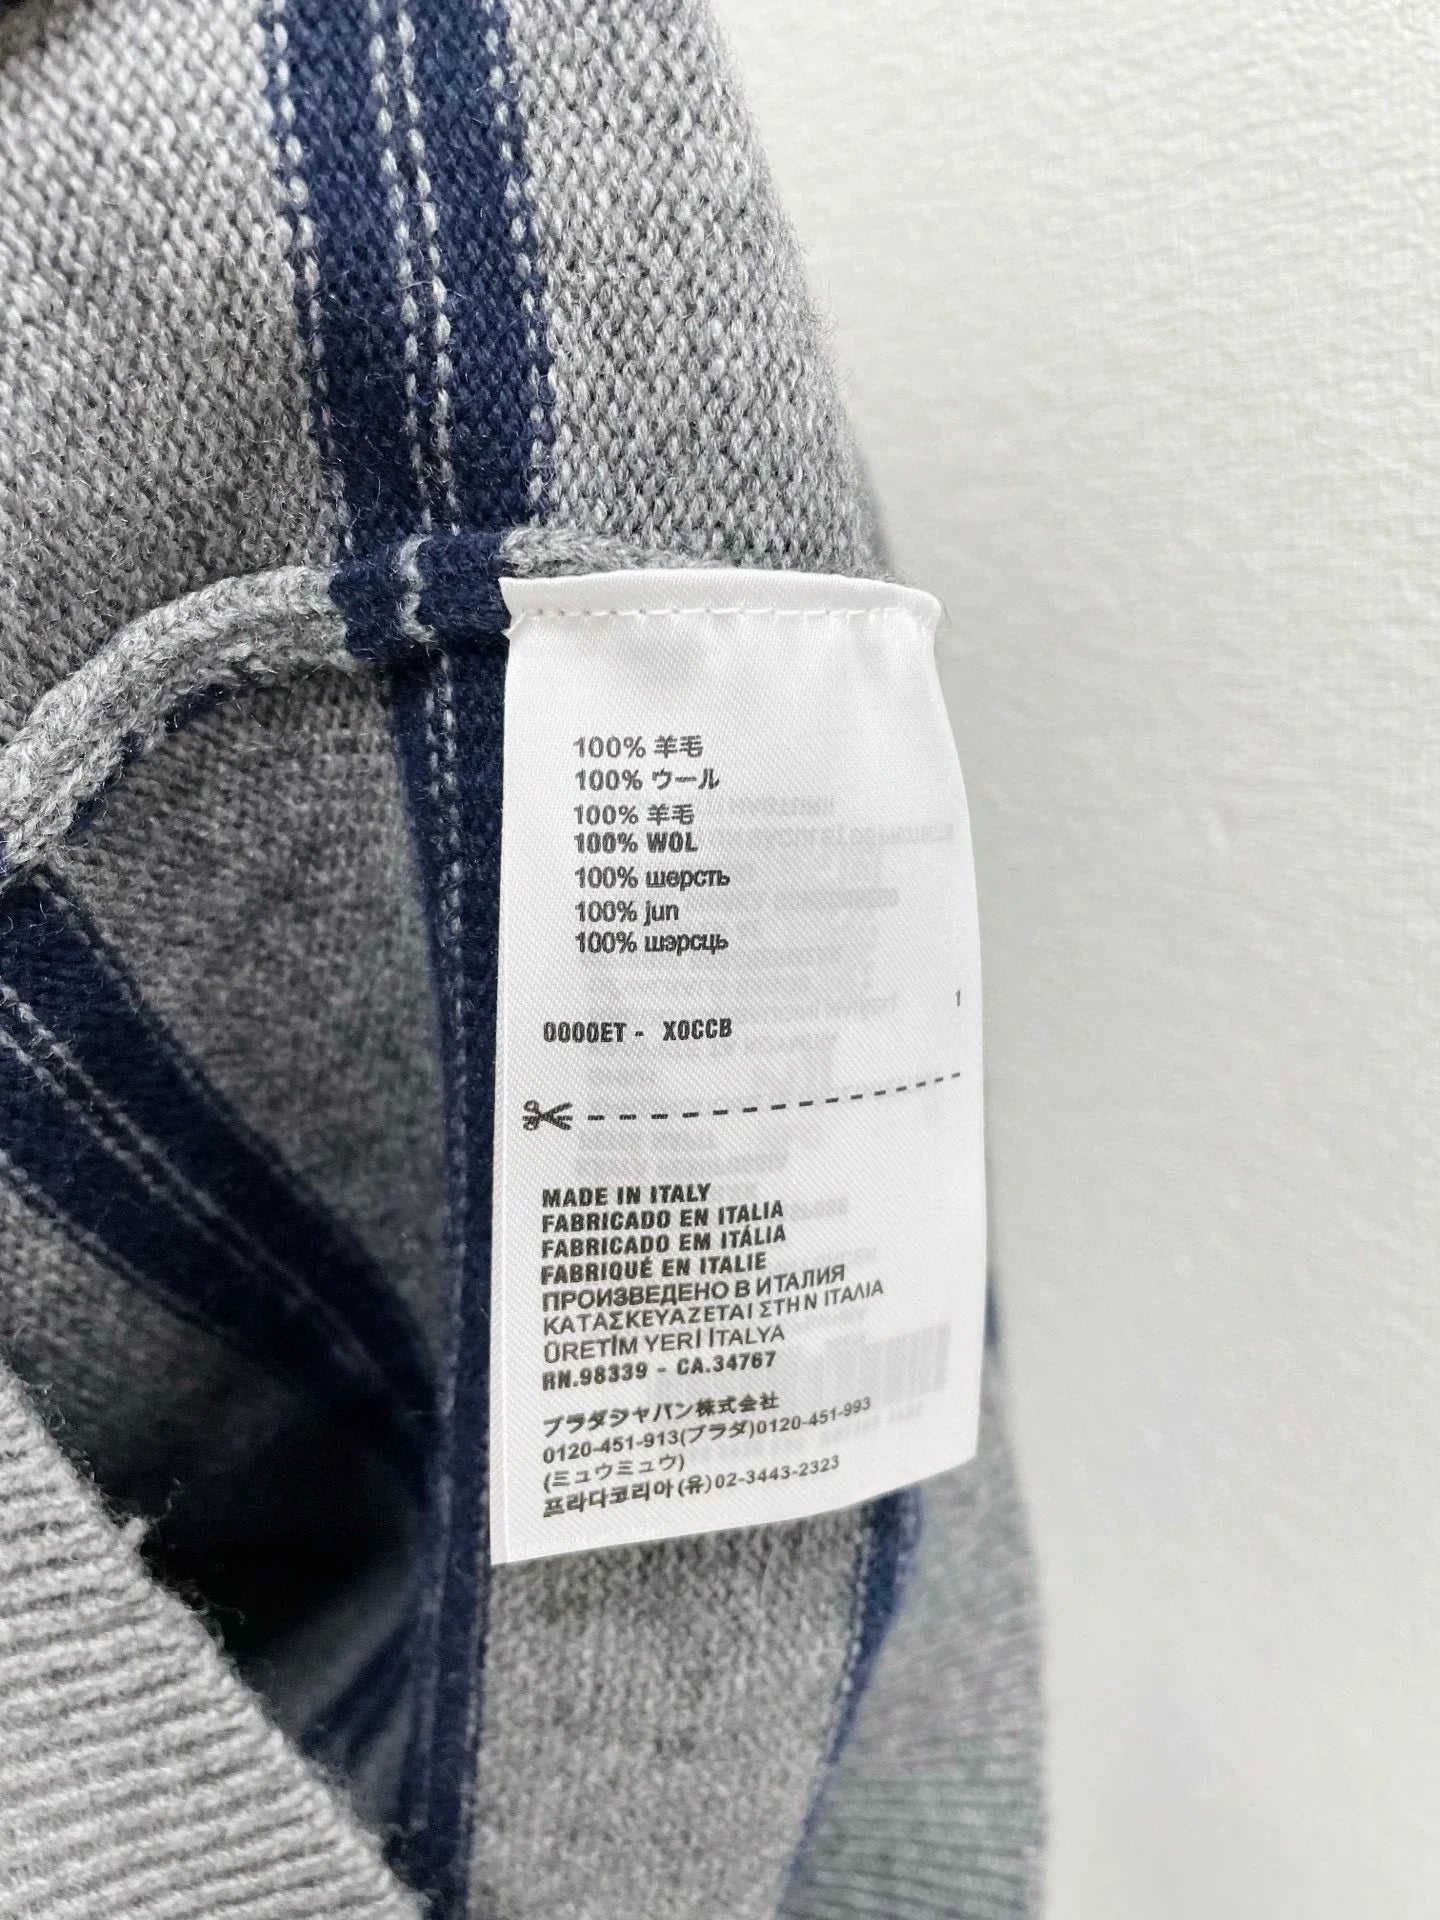 100% 羊毛
100% ウール
100% 羊毛
100% WOL
100% шерсть
100% jun
100% шэрсць
1
0000ET - X0CCB
MADE IN ITALY
FABRICADO EN ITALIA
FABRICADO EM ITÁLIA
FABRIQUÉ EN ITALIE
ПРОИЗВЕДЕНО В ИТАЛИЯ
ΚΑΤΑΣΚΕΥΑΖΕΤΑΙ ΣΤΗΝ ΙΤΑΛΙΑ
ÜRETİM YERİ İTALYA
RN.98339 - CA.34767
プラダジャパン株式会社
0120-451-913(プラダ)0120-451-993
(ミュウミュウ)
프라다코리아(유)02-3443-2323